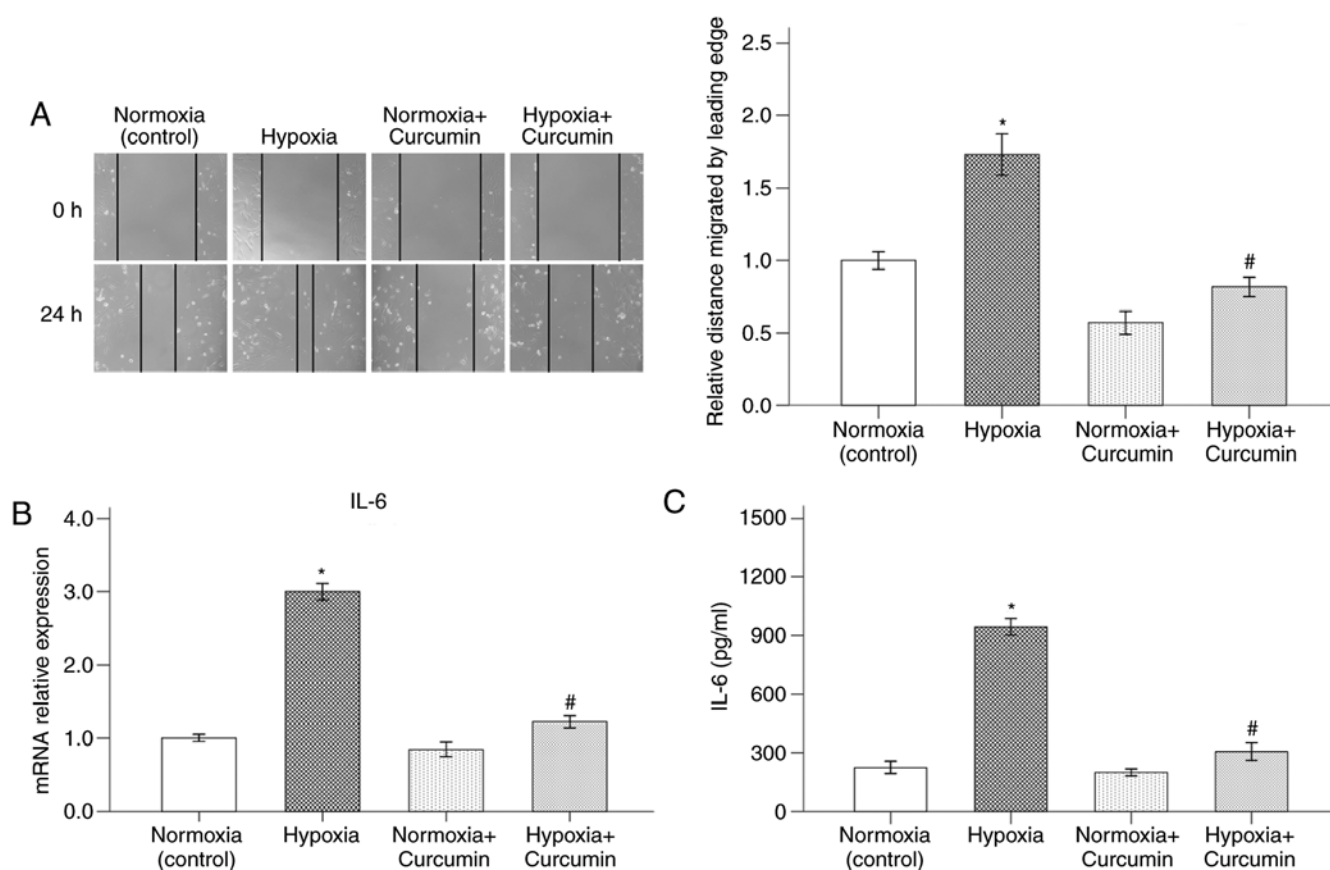 A
Normoxia
(control)
Hypoxia
Normoxia+
Curcumin
Hypoxia+
Curcumin
0 h
24 h
Relative distance migrated by leading edge
2.5
2.0
1.5
1.0
0.5
0.0
*
#
Normoxia
(control)
Hypoxia
Normoxia+
Curcumin
Hypoxia+
Curcumin
B
IL-6
mRNA relative expression
4.0
3.0
2.0
1.0
0.0
*
#
Normoxia
(control)
Hypoxia
Normoxia+
Curcumin
Hypoxia+
Curcumin
C
IL-6 (pg/ml)
1500
1200
900
600
300
0
*
#
Normoxia
(control)
Hypoxia
Normoxia+
Curcumin
Hypoxia+
Curcumin